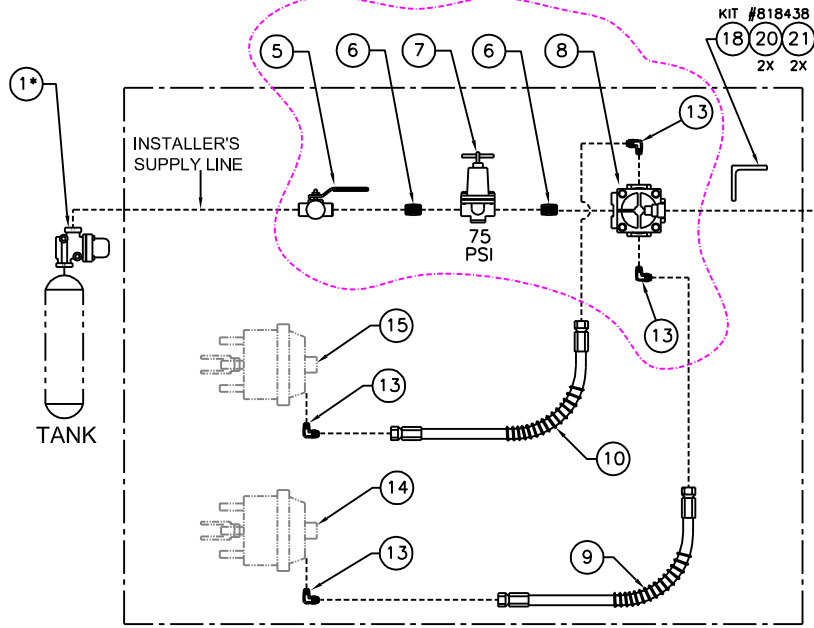 KIT #818438
18 20 21
2X 2X
1*
5
6
7
6
8
13
INSTALLER'S
SUPPLY LINE
75
PSI
13
15
13
TANK
10
14
13
9